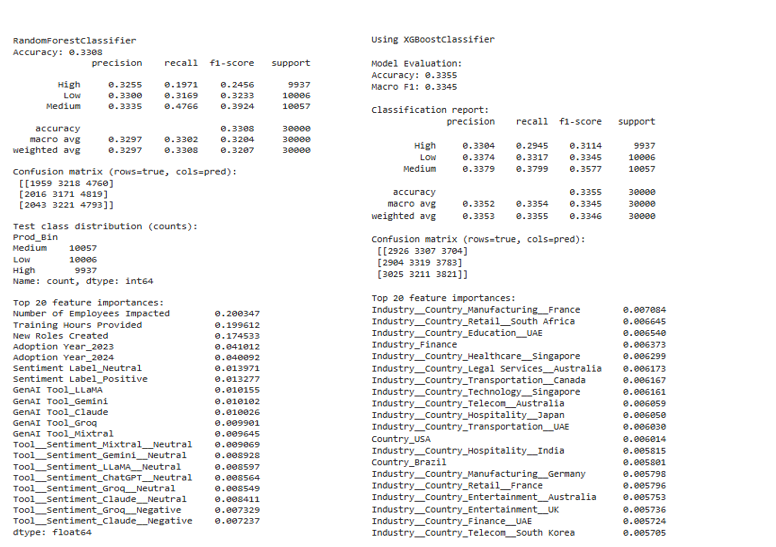 RandomForestClassifier
Accuracy: 0.3308
precision recall f1-score support
High 0.3255 0.1971 0.2456 9937
Low 0.3300 0.3169 0.3233 10006
Medium 0.3335 0.4766 0.3924 10057
accuracy 0.3308 30000
macro avg 0.3297 0.3302 0.3204 30000
weighted avg 0.3297 0.3308 0.3207 30000
Confusion matrix (rows=true, cols=pred):
[[1959 3218 4760]
[2016 3171 4819]
[2043 3221 4793]]
Test class distribution (counts):
Prod_Bin
Medium 10057
Low 10006
High 9937
Name: count, dtype: int64
Top 20 feature importances:
Number of Employees Impacted 0.200347
Training Hours Provided 0.199612
New Roles Created 0.174533
Adoption Year_2023 0.041012
Adoption Year_2024 0.040092
Sentiment Label_Neutral 0.013971
Sentiment Label_Positive 0.013277
GenAI Tool_LLaMA 0.010155
GenAI Tool_Gemini 0.010102
GenAI Tool_Claude 0.010026
GenAI Tool_Groq 0.009901
GenAI Tool_Mixtral 0.009645
Tool__Sentiment_Mixtral__Neutral 0.009069
Tool__Sentiment_Gemini__Neutral 0.008928
Tool__Sentiment_LLaMA__Neutral 0.008597
Tool__Sentiment_ChatGPT__Neutral 0.008564
Tool__Sentiment_Groq__Neutral 0.008549
Tool__Sentiment_Claude__Neutral 0.008411
Tool__Sentiment_Groq__Negative 0.007329
Tool__Sentiment_Claude__Negative 0.007237
dtype: float64
Using XGBoostClassifier
Model Evaluation:
Accuracy: 0.3355
Macro F1: 0.3345
Classification report:
precision recall f1-score support
High 0.3304 0.2945 0.3114 9937
Low 0.3374 0.3317 0.3345 10006
Medium 0.3379 0.3799 0.3577 10057
accuracy 0.3355 30000
macro avg 0.3352 0.3354 0.3345 30000
weighted avg 0.3353 0.3355 0.3346 30000
Confusion matrix (rows=true, cols=pred):
[[2926 3307 3704]
[2904 3319 3783]
[3025 3211 3821]]
Top 20 feature importances:
Industry__Country_Manufacturing__France 0.007084
Industry__Country_Retail__South Africa 0.006645
Industry__Country_Education__UAE 0.006540
Industry_Finance 0.006373
Industry__Country_Healthcare__Singapore 0.006299
Industry__Country_Legal Services__Australia 0.006173
Industry__Country_Transportation__Canada 0.006167
Industry__Country_Technology__Singapore 0.006161
Industry__Country_Telecom__Australia 0.006059
Industry__Country_Hospitality__Japan 0.006050
Industry__Country_Transportation__UAE 0.006030
Country_USA 0.006014
Industry__Country_Hospitality__India 0.005815
Country_Brazil 0.005801
Industry__Country_Manufacturing__Germany 0.005798
Industry__Country_Retail__France 0.005796
Industry__Country_Entertainment__Australia 0.005753
Industry__Country_Entertainment__UK 0.005736
Industry__Country_Finance__UAE 0.005724
Industry__Country_Telecom__South Korea 0.005705